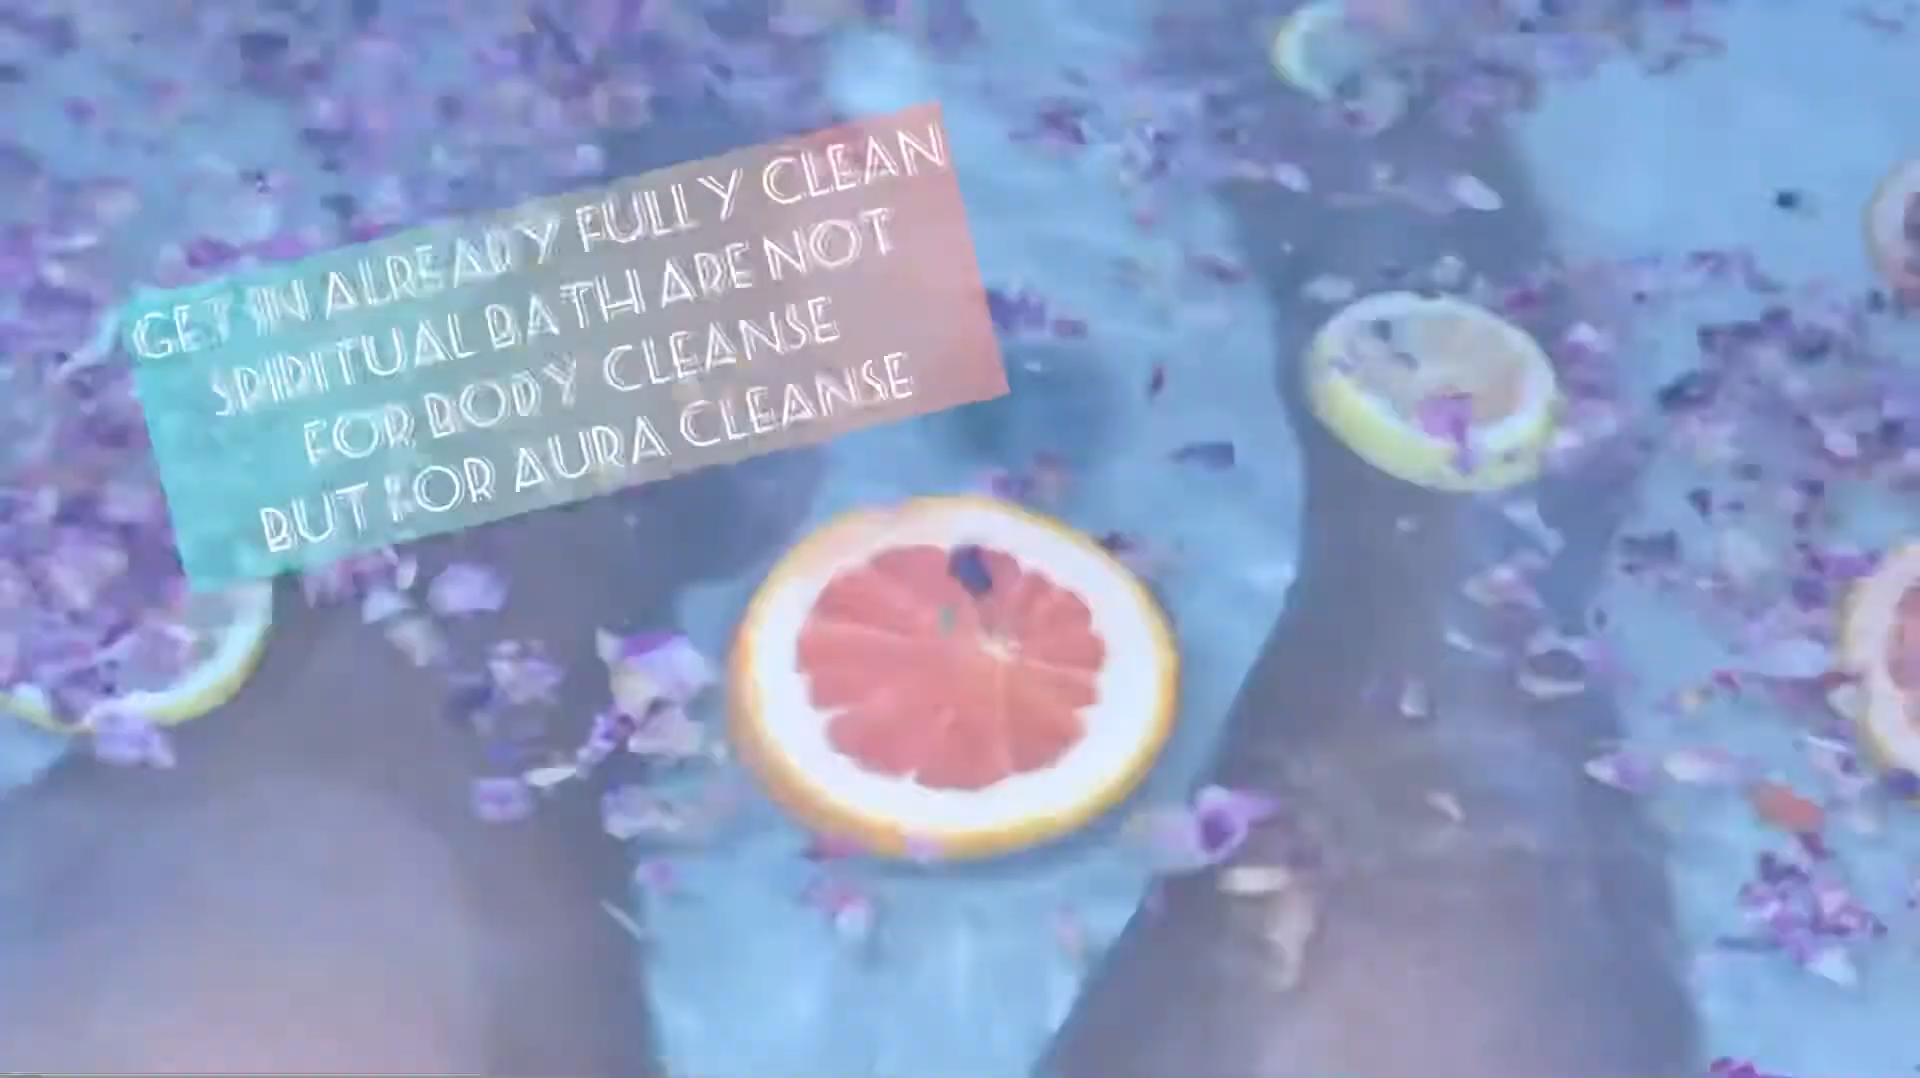 GET IN ALREADY FULLY CLEAN
SPIRITUAL BATH ARE NOT
FOR BODY CLEANSE
BUT FOR AURA CLEANSE